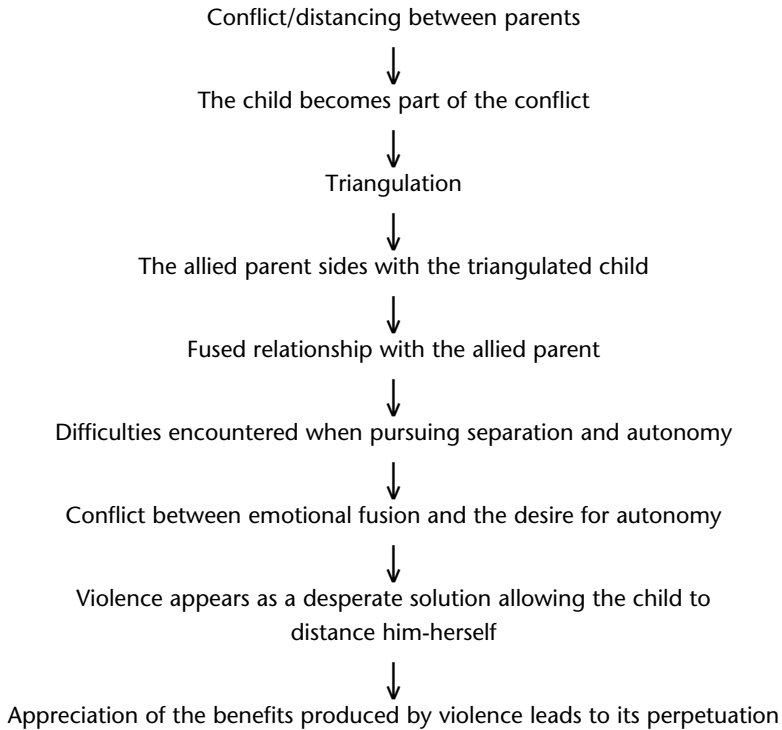 Conflict/distancing between parents
The child becomes part of the conflict
Triangulation
The allied parent sides with the triangulated child
Fused relationship with the allied parent
Difficulties encountered when pursuing separation and autonomy
Conflict between emotional fusion and the desire for autonomy
Violence appears as a desperate solution allowing the child to
distance him-herself
Appreciation of the benefits produced by violence leads to its perpetuation